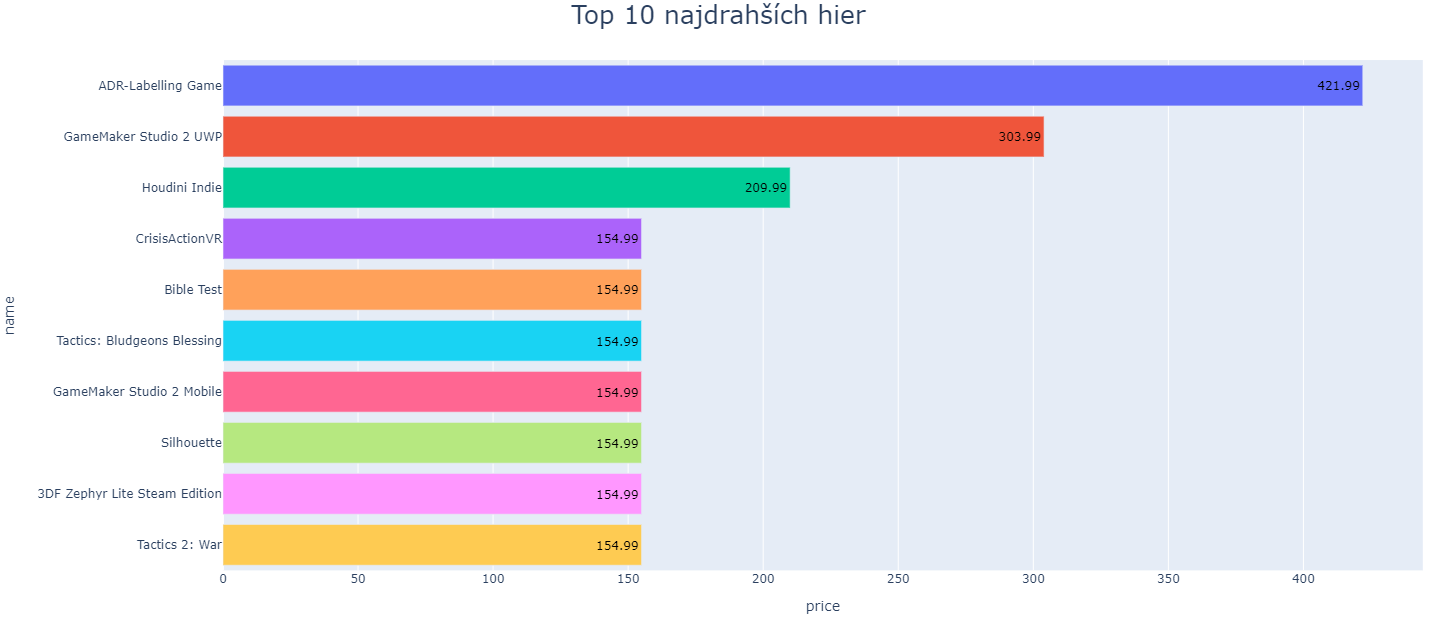 Top 10 najdrahších hier
name
ADR-Labelling Game
421.99
GameMaker Studio 2 UWP
303.99
Houdini Indie
209.99
CrisisActionVR
154.99
Bible Test
154.99
Tactics: Bludgeons Blessing
154.99
GameMaker Studio 2 Mobile
154.99
Silhouette
154.99
3DF Zephyr Lite Steam Edition
154.99
Tactics 2: War
154.99
0 50 100 150 200 250 300 350 400
price